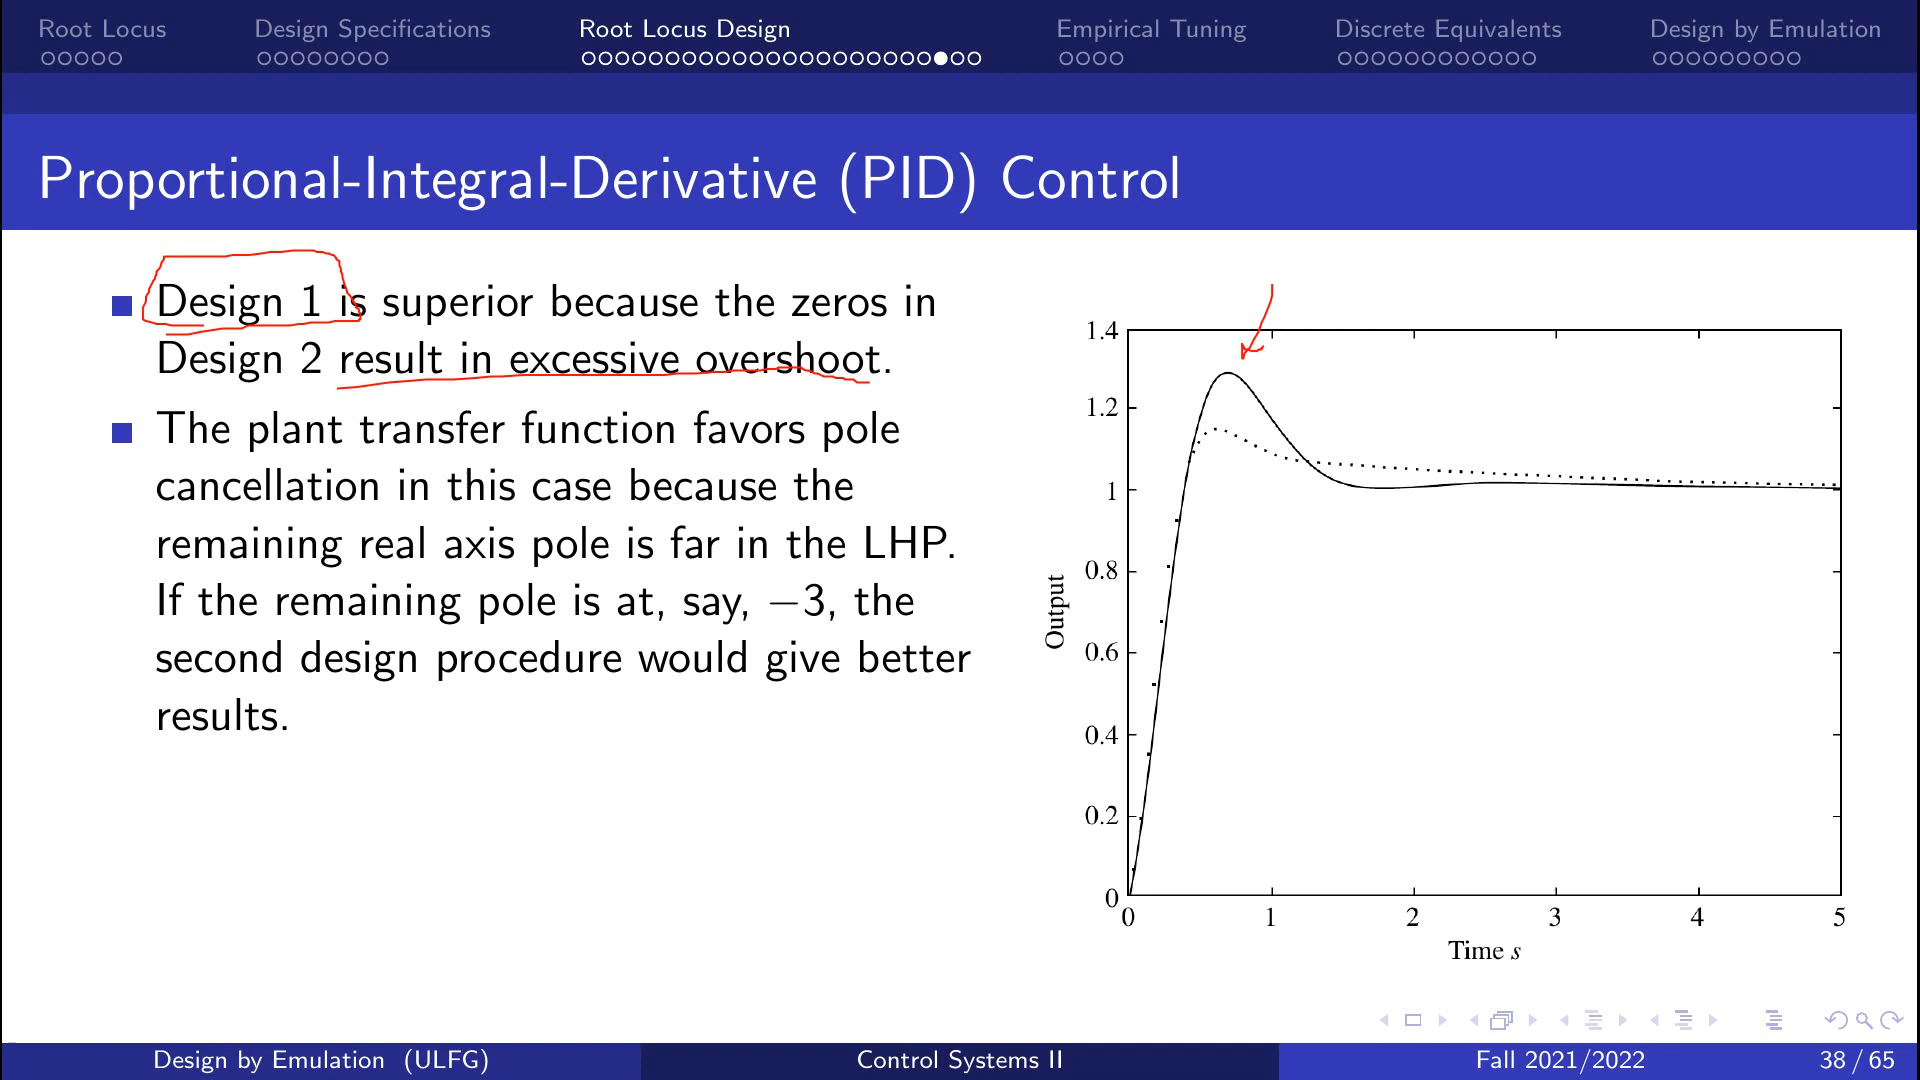 Root Locus Design Specifications Root Locus Design Empirical Tuning Discrete Equivalents Design by Emulation
Proportional-Integral-Derivative (PID) Control
Design 1 is superior because the zeros in
Design 2 result in excessive overshoot.
The plant transfer function favors pole
cancellation in this case because the
remaining real axis pole is far in the LHP.
If the remaining pole is at, say, −3, the
second design procedure would give better
results.
1.4
1.2
1
0.8
0.6
0.4
0.2
0
Output
0 1 2 3 4 5
Time s
Design by Emulation (ULFG) Control Systems II Fall 2021/2022 38 / 65